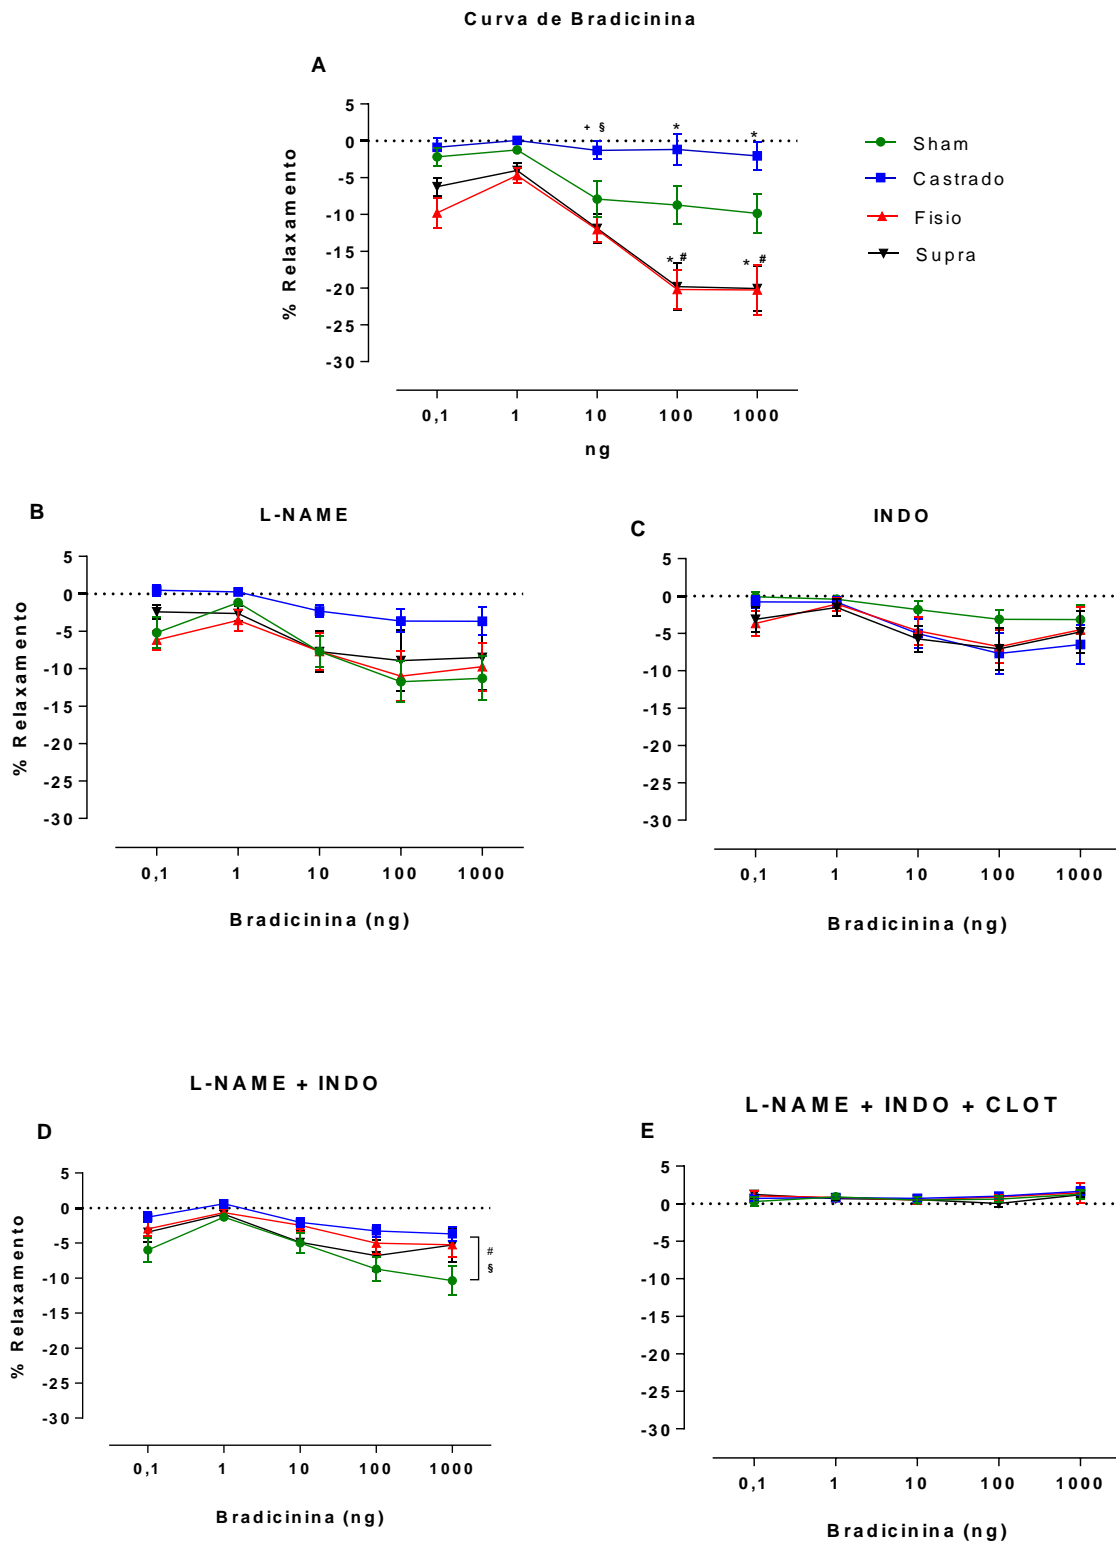 Curva de Bradicinina
A
5
0
-5
-10
-15
-20
-25
-30
% Relaxamento
+ §
*
*
* #
* #
0,1 1 10 100 1000
ng
Sham
Castrado
Fisio
Supra
B
L-NAME
5
0
-5
-10
-15
-20
-25
-30
% Relaxamento
0,1 1 10 100 1000
Bradicinina (ng)
C
INDO
5
0
-5
-10
-15
-20
-25
-30
0,1 1 10 100 1000
Bradicinina (ng)
L-NAME + INDO
D
5
0
-5
-10
-15
-20
-25
-30
% Relaxamento
#
§
0,1 1 10 100 1000
Bradicinina (ng)
L-NAME + INDO + CLOT
E
5
0
-5
-10
-15
-20
-25
-30
0,1 1 10 100 1000
Bradicinina (ng)